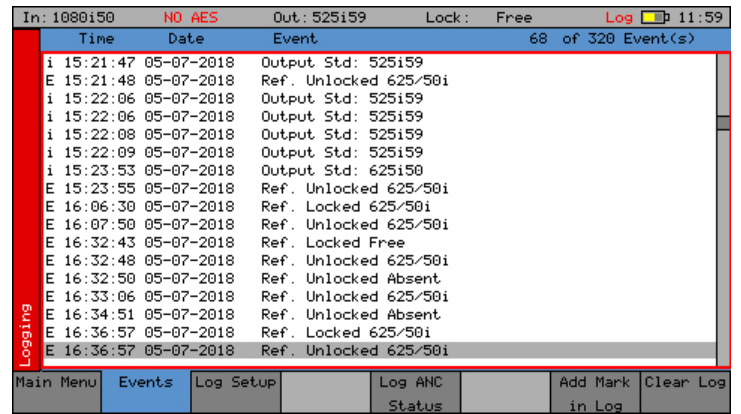 In: 1080i50 NO AES Out: 525i59 Lock: Free Log 11:59
Time Date Event 68 of 320 Event(s)
i 15:21:47 05-07-2018 Output Std: 525i59
E 15:21:48 05-07-2018 Ref. Unlocked 625/50i
i 15:22:06 05-07-2018 Output Std: 525i59
i 15:22:06 05-07-2018 Output Std: 525i59
i 15:22:08 05-07-2018 Output Std: 525i59
i 15:22:09 05-07-2018 Output Std: 525i59
i 15:23:53 05-07-2018 Output Std: 625i50
E 15:23:55 05-07-2018 Ref. Unlocked 625/50i
E 16:06:30 05-07-2018 Ref. Locked 625/50i
E 16:07:50 05-07-2018 Ref. Unlocked 625/50i
E 16:32:43 05-07-2018 Ref. Locked Free
E 16:32:48 05-07-2018 Ref. Unlocked 625/50i
E 16:32:50 05-07-2018 Ref. Unlocked Absent
E 16:33:06 05-07-2018 Ref. Unlocked 625/50i
E 16:34:51 05-07-2018 Ref. Unlocked Absent
E 16:36:57 05-07-2018 Ref. Locked 625/50i
E 16:36:57 05-07-2018 Ref. Unlocked 625/50i
Logging
Main Menu Events Log Setup Log ANC Add Mark Clear Log
Status in Log